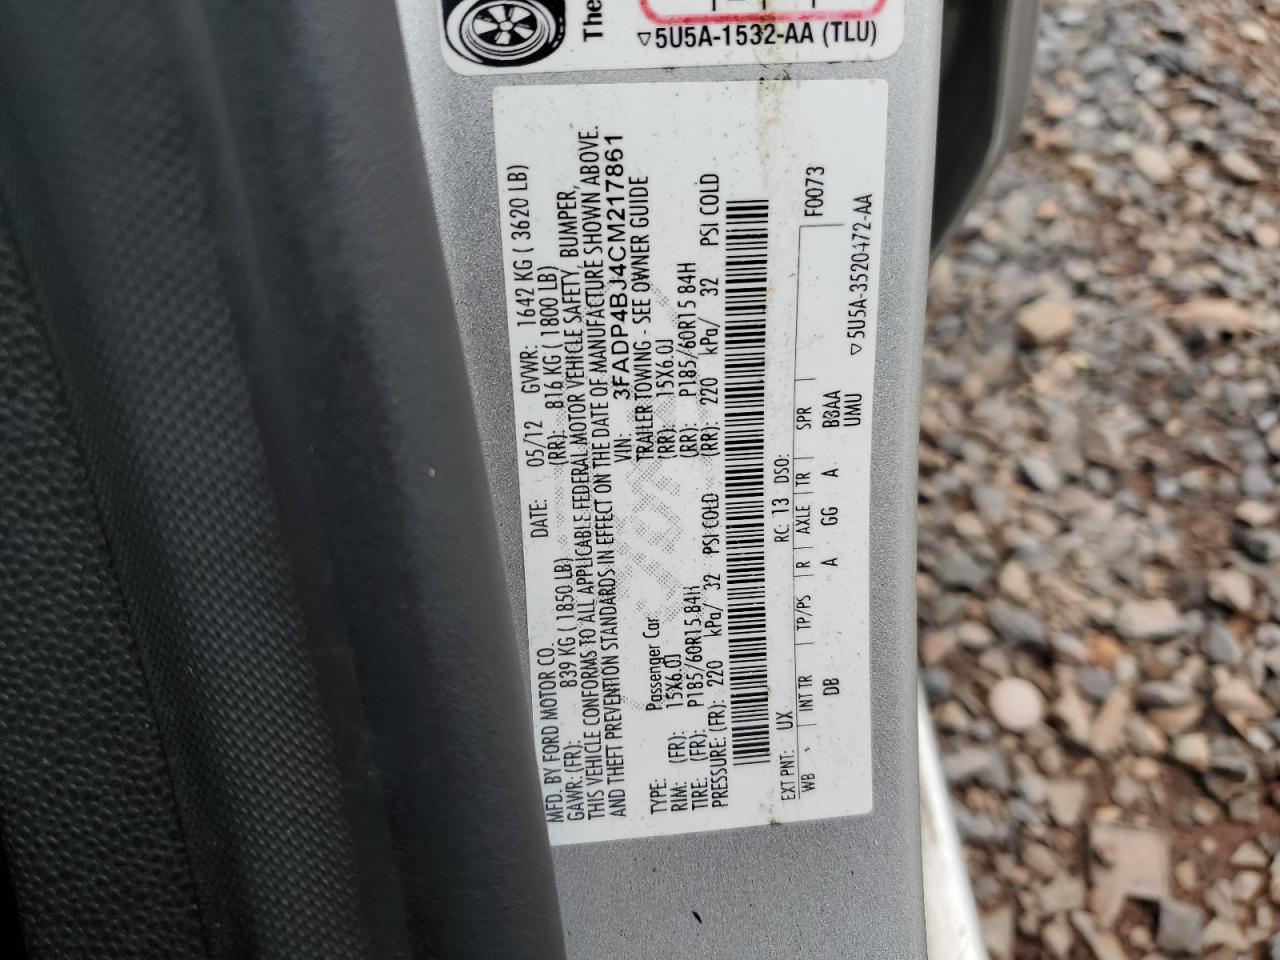 The
▽5U5A-1532-AA (TLU)
MFD. BY FORD MOTOR CO. DATE: 05/12 GVWR: 1642 KG ( 3620 LB)
GAWR: (FR): 839 KG ( 1850 LB) (RR): 816 KG ( 1800 LB)
THIS VEHICLE CONFORMS TO ALL APPLICABLE FEDERAL MOTOR VEHICLE SAFETY, BUMPER,
AND THEFT PREVENTION STANDARDS IN EFFECT ON THE DATE OF MANUFACTURE SHOWN ABOVE.
VIN: 3FADP4BJ4CM217861
TYPE: Passenger Car TRAILER TOWING - SEE OWNER GUIDE
RIM: (FR): 15X6.0J (RR): 15X6.0J
TIRE: (FR): P185/60R15 84H (RR): P185/60R15 84H
PRESSURE: (FR): 220 kPa/ 32 PSI COLD (RR): 220 kPa/ 32 PSI COLD
EXT PNT: UX RC: 13 DSO:
WB | INT TR | TP/PS | R | AXLE | TR | SPR F0073
DB A GG A B3AA
UMU
▽5U5A-3520472-AA